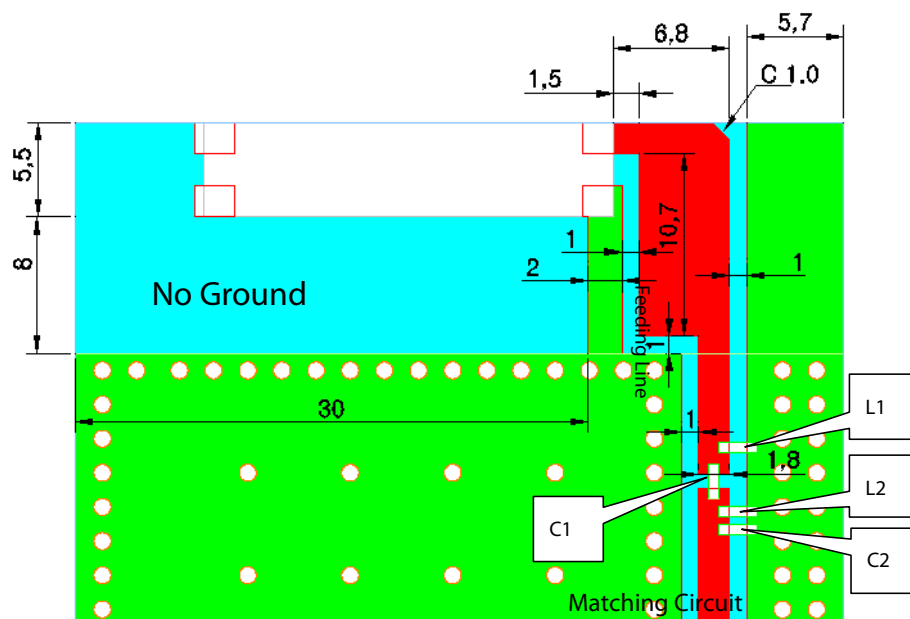 6,8
5,7
1,5
C 1.0
5,5
10,7
8
1
2
1
No Ground
Feeding Line
1
30
1
1,8
L1
L2
C1
C2
Matching Circuit